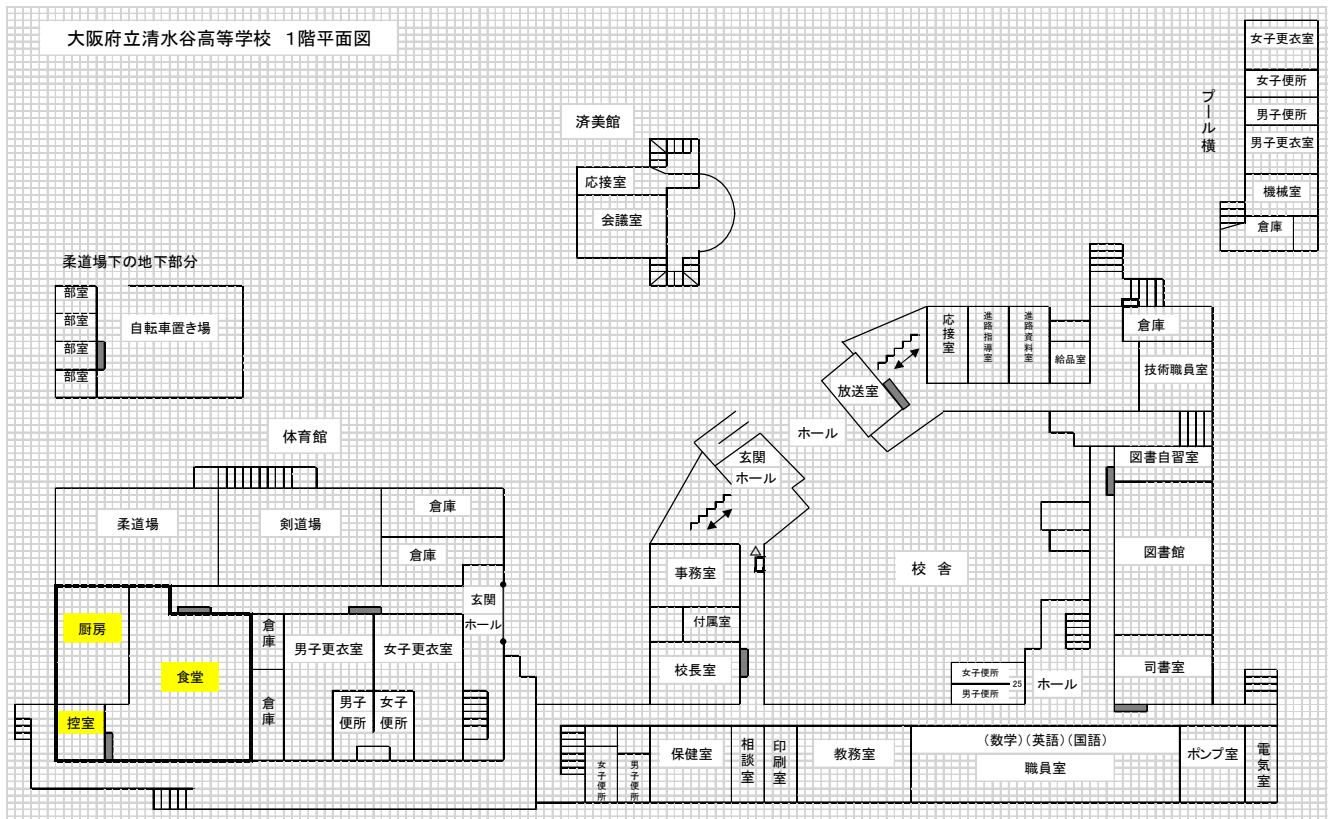 大阪府立清水谷高等学校 1階平面図
女子更衣室
女子便所
男子便所
男子更衣室
機械室
倉庫
プール横
済美館
応接室
会議室
柔道場下の地下部分
部室
部室
部室
部室
自転車置き場
応接室
進路指導室
進路資料室
給品室
倉庫
技術職員室
放送室
ホール
玄関
ホール
図書自習室
図書館
司書室
校 舎
事務室
付属室
校長室
女子便所
男子便所
25
ホール
体育館
柔道場
剣道場
倉庫
倉庫
玄関
ホール
厨房
食堂
控室
倉庫
倉庫
男子更衣室
女子更衣室
男子
便所
女子
便所
女子便所
男子便所
保健室
相談室
印刷室
教務室
(数学)(英語)(国語)
職員室
ポンプ室
電気室